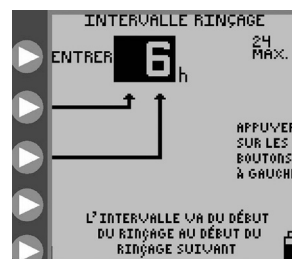 INTERVALLE RINÇAGE
24
MAX.
ENTRER 6 h
APPUYER
SUR LES
BOUTONS
À GAUCHE
L'INTERVALLE VA DU DÉBUT
DU RINÇAGE AU DÉBUT DU
RINÇAGE SUIVANT